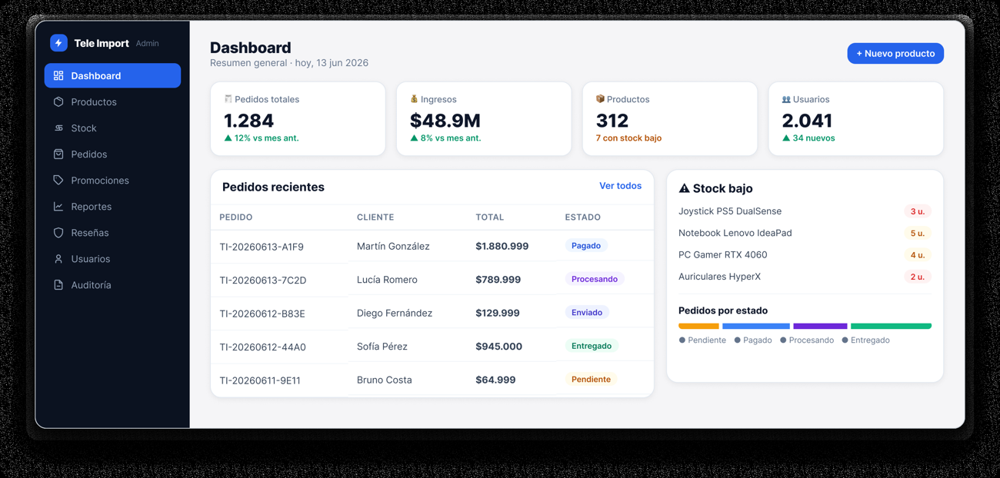 Tele Import Admin
Dashboard
Productos
Stock
Pedidos
Promociones
Reportes
Reseñas
Usuarios
Auditoría
Dashboard
Resumen general · hoy, 13 jun 2026
+ Nuevo producto
Pedidos totales
1.284
▲ 12% vs mes ant.
Ingresos
$48.9M
▲ 8% vs mes ant.
Productos
312
7 con stock bajo
Usuarios
2.041
▲ 34 nuevos
Pedidos recientes
Ver todos
PEDIDO CLIENTE TOTAL ESTADO
TI-20260613-A1F9 Martín González $1.880.999 Pagado
TI-20260613-7C2D Lucía Romero $789.999 Procesando
TI-20260612-B83E Diego Fernández $129.999 Enviado
TI-20260612-44A0 Sofía Pérez $945.000 Entregado
TI-20260611-9E11 Bruno Costa $64.999 Pendiente
Stock bajo
Joystick PS5 DualSense 3 u.
Notebook Lenovo IdeaPad 5 u.
PC Gamer RTX 4060 4 u.
Auriculares HyperX 2 u.
Pedidos por estado
Pendiente Pagado Procesando Entregado